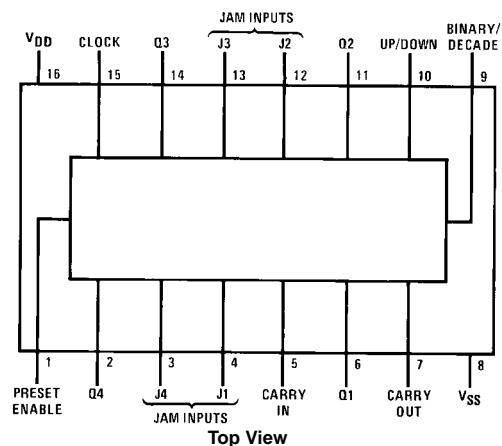 JAM INPUTS
VDD CLOCK Q3 J3 J2 Q2 UP/DOWN BINARY/
DECADE
16 15 14 13 12 11 10 9
1 2 3 4 5 6 7 8
PRESET
ENABLE Q4 J4 J1 CARRY
IN Q1 CARRY
OUT VSS
JAM INPUTS
Top View